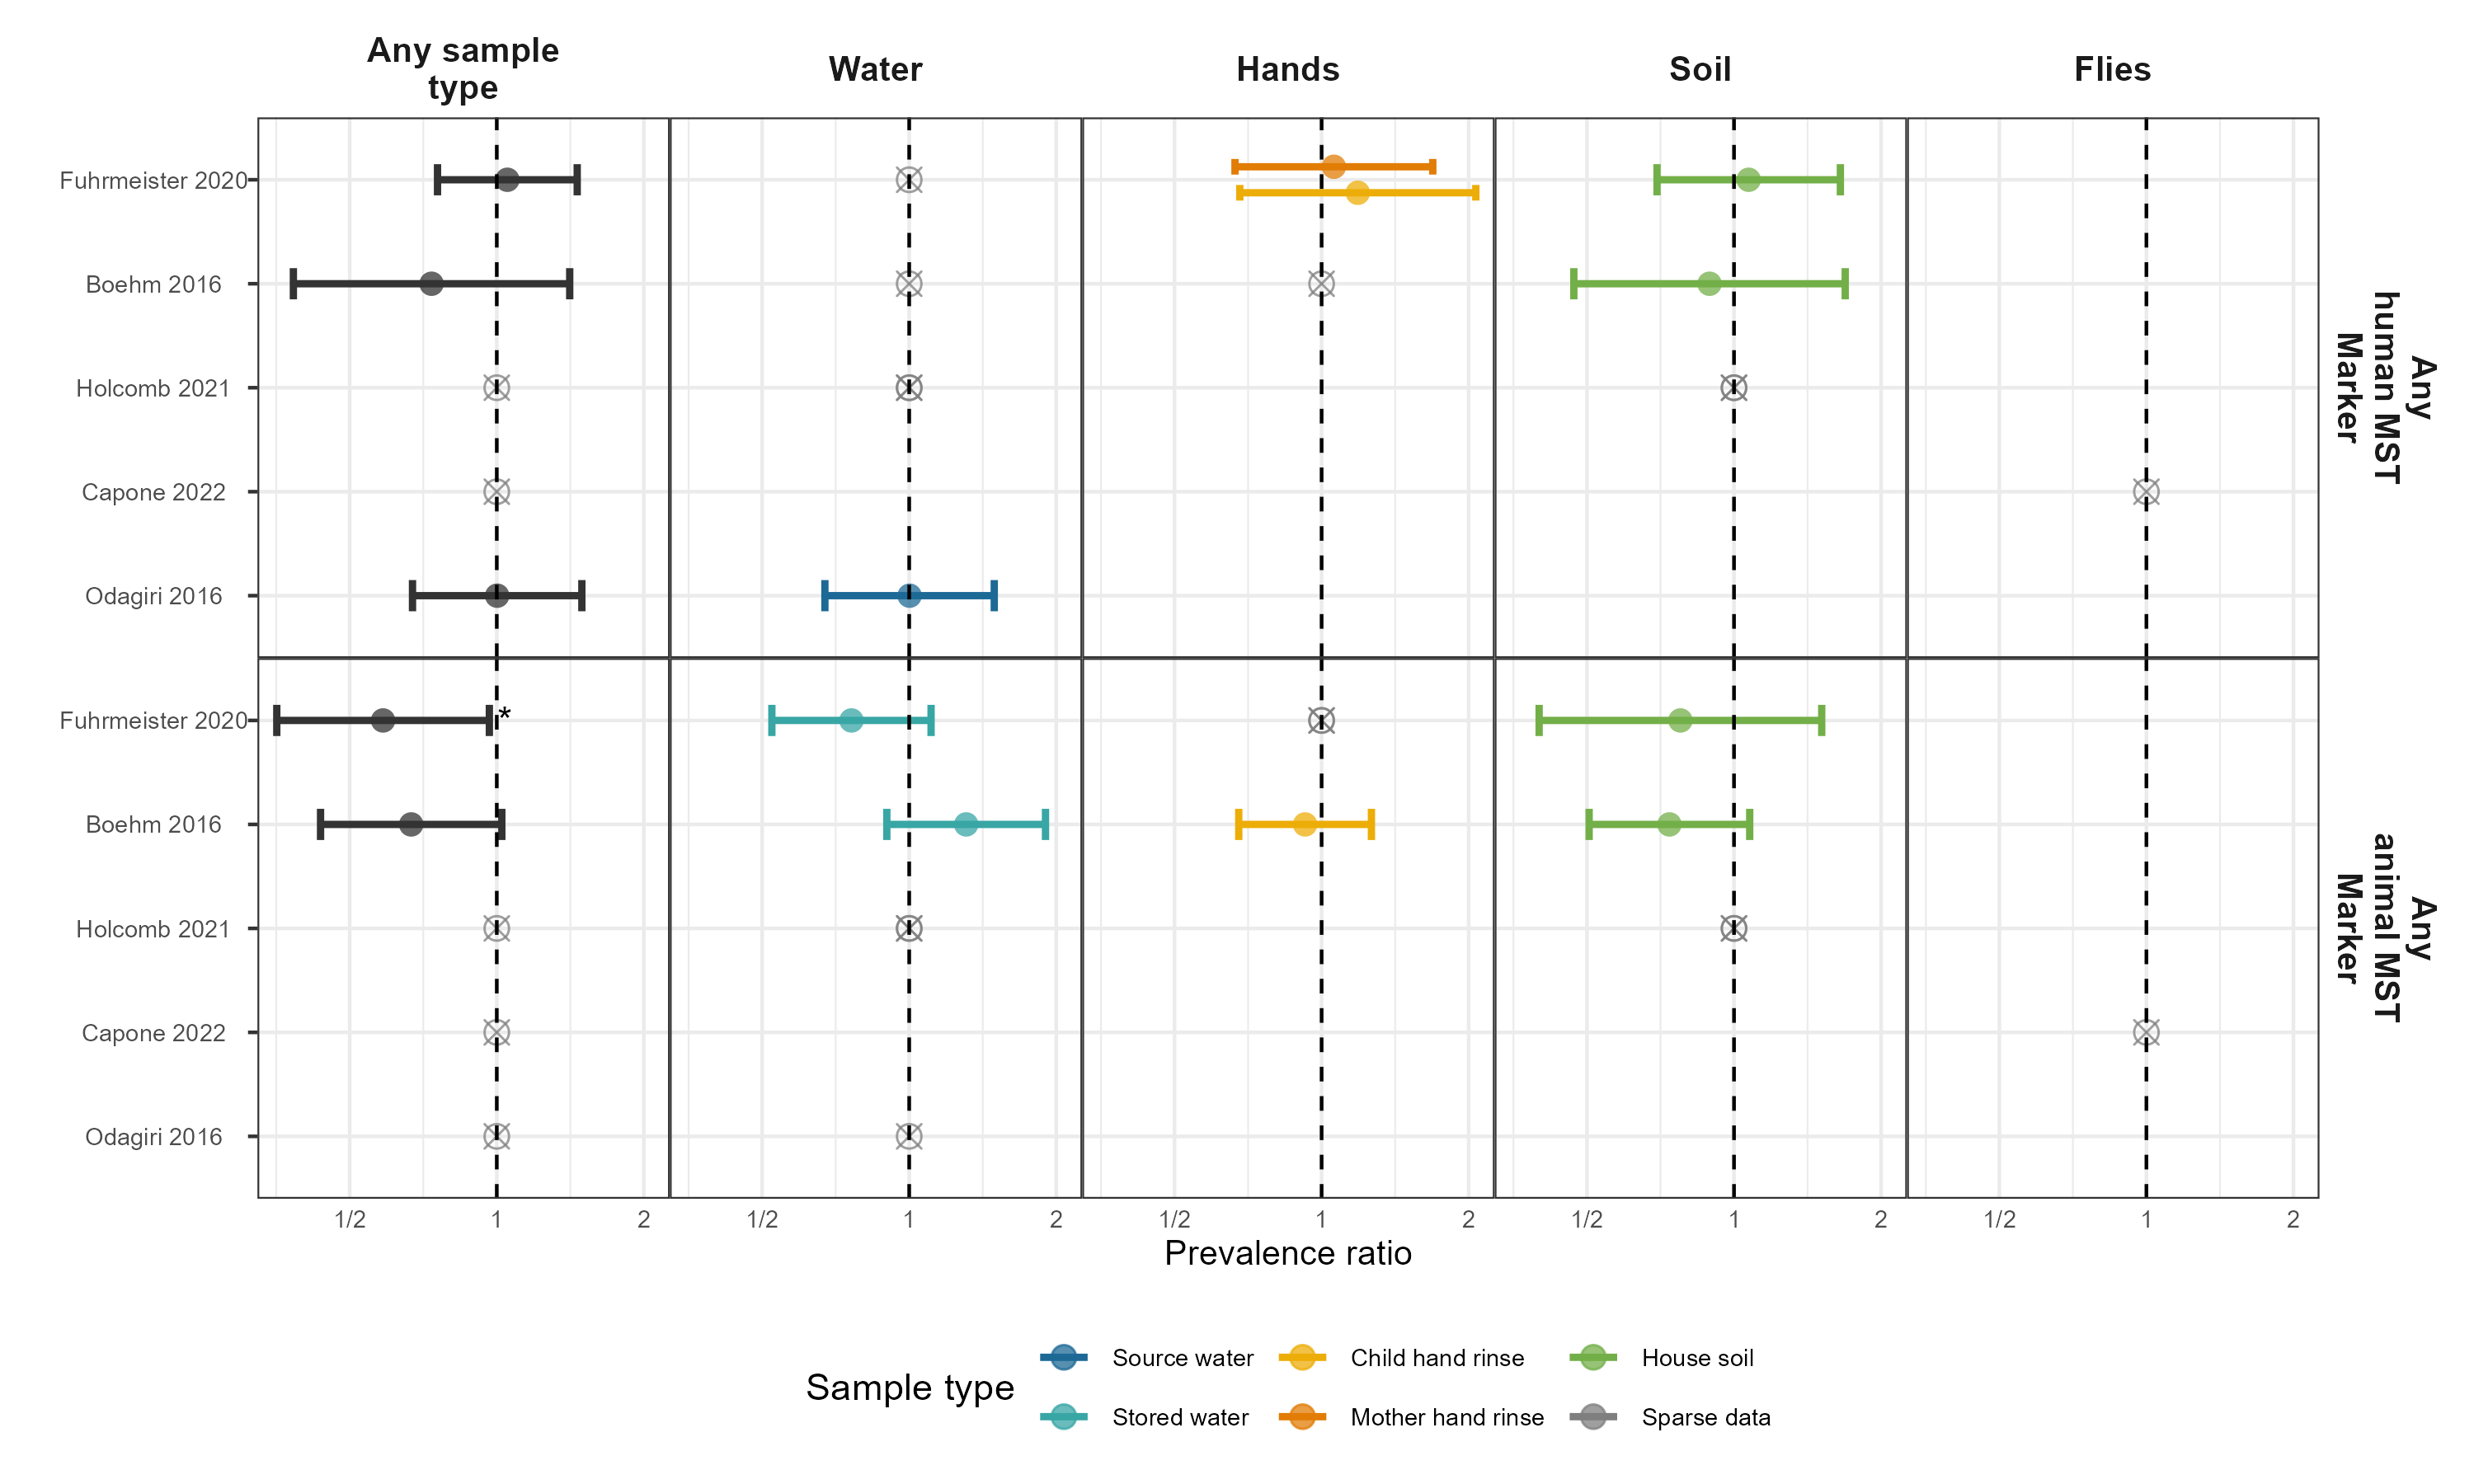 Any sample
type
Water
Hands
Soil
Flies
Fuhrmeister 2020
Boehm 2016
Holcomb 2021
Capone 2022
Odagiri 2016
Any
human MST
Marker
Fuhrmeister 2020
*
Boehm 2016
Holcomb 2021
Capone 2022
Odagiri 2016
Any
animal MST
Marker
1/2 1 2 1/2 1 2 1/2 1 2 1/2 1 2 1/2 1 2
Prevalence ratio
Sample type
Source water
Child hand rinse
House soil
Stored water
Mother hand rinse
Sparse data